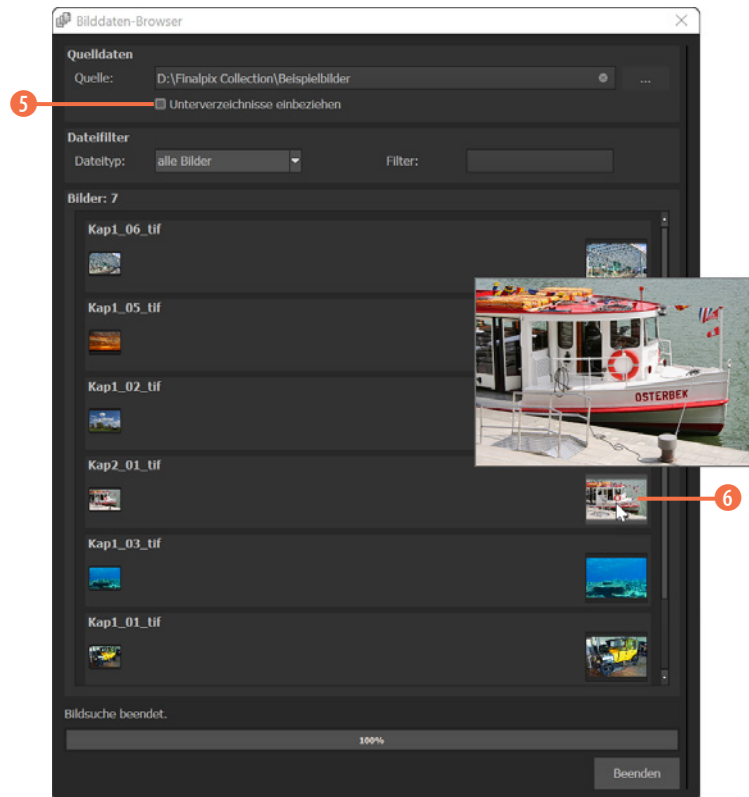 Bilddaten-Browser
Quelldaten
Quelle: D:\Finalpix Collection\Beispielbilder ...
5 Unterverzeichnisse einbeziehen
Dateifilter
Dateityp: alle Bilder Filter:
Bilder: 7
Kap1_06_tif
Kap1_05_tif
OSTERBEK
Kap1_02_tif
Kap2_01_tif
6
Kap1_03_tif
Kap1_01_tif
Bildsuche beendet.
100%
Beenden